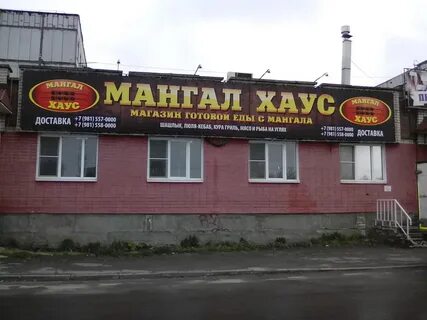 МАНГАЛ
ХАУС
ДОСТАВКА
+7 (981) 557-0000
+7 (981) 558-0000
МАНГАЛ ХАУС
МАГАЗИН ГОТОВОЙ ЕДЫ С МАНГАЛА
ШАШЛЫК, ЛЮЛЯ-КЕБАБ, КУРА ГРИЛЬ, МЯСО И РЫБА НА УГЛЯХ
МАНГАЛ
ХАУС
+7 (981) 557-0000
+7 (981) 558-0000
ДОСТАВКА